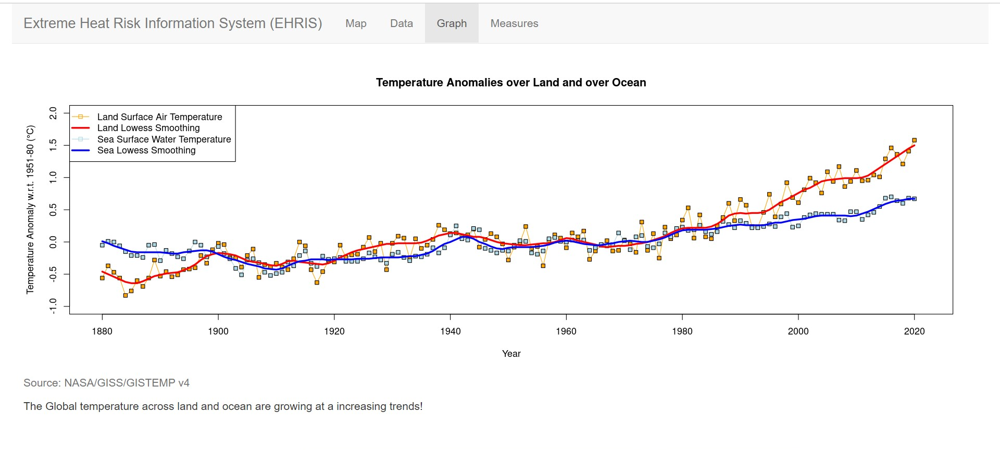 Extreme Heat Risk Information System (EHRIS) Map Data Graph Measures
Temperature Anomalies over Land and over Ocean
Land Surface Air Temperature
Land Lowess Smoothing
Sea Surface Water Temperature
Sea Lowess Smoothing
Temperature Anomaly w.r.t. 1951-80 (°C)
2.0
1.5
1.0
0.5
0.0
-0.5
-1.0
1880 1900 1920 1940 1960 1980 2000 2020
Year
Source: NASA/GISS/GISTEMP v4
The Global temperature across land and ocean are growing at a increasing trends!